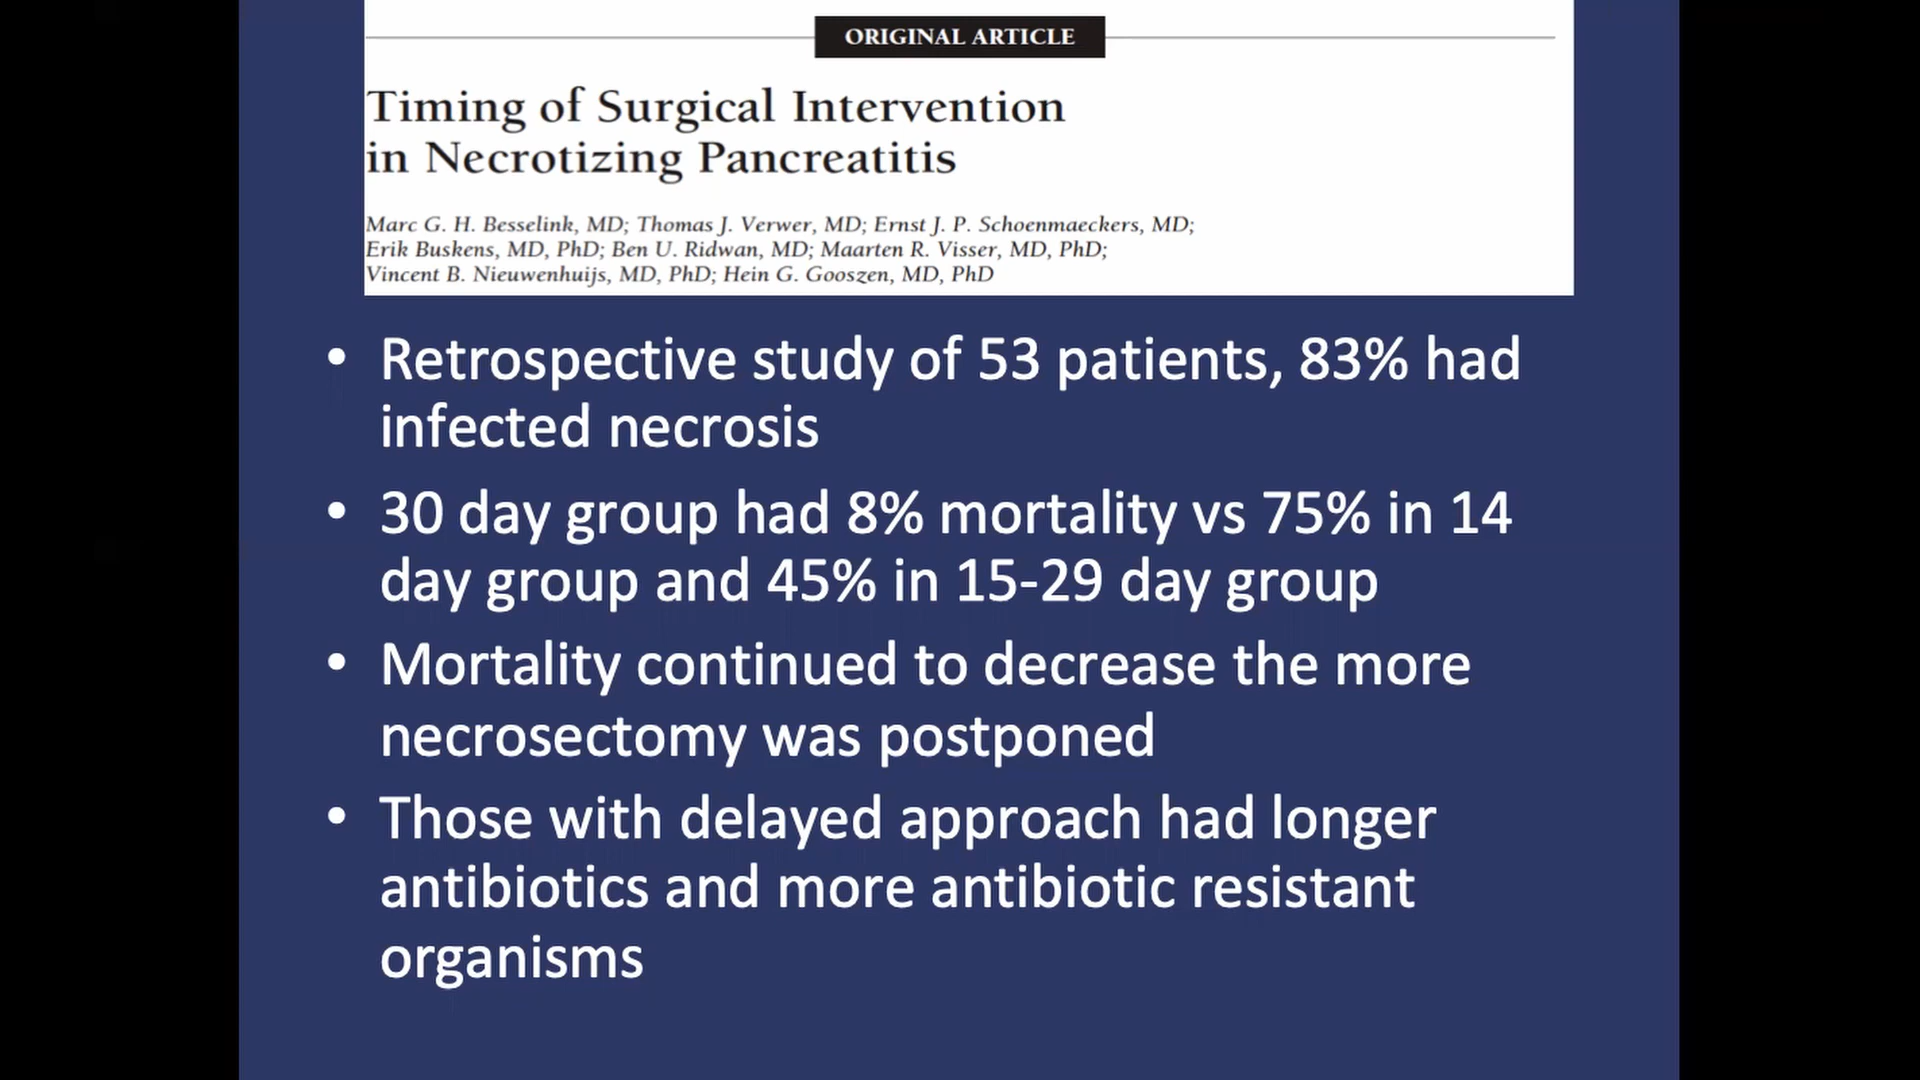 ORIGINAL ARTICLE
Timing of Surgical Intervention
in Necrotizing Pancreatitis
Marc G. H. Besselink, MD; Thomas J. Verwer, MD; Ernst J. P. Schoenmaeckers, MD;
Erik Buskens, MD, PhD; Ben U. Ridwan, MD; Maarten R. Visser, MD, PhD;
Vincent B. Nieuwenhuijs, MD, PhD; Hein G. Gooszen, MD, PhD
• Retrospective study of 53 patients, 83% had
infected necrosis
• 30 day group had 8% mortality vs 75% in 14
day group and 45% in 15-29 day group
• Mortality continued to decrease the more
necrosectomy was postponed
• Those with delayed approach had longer
antibiotics and more antibiotic resistant
organisms